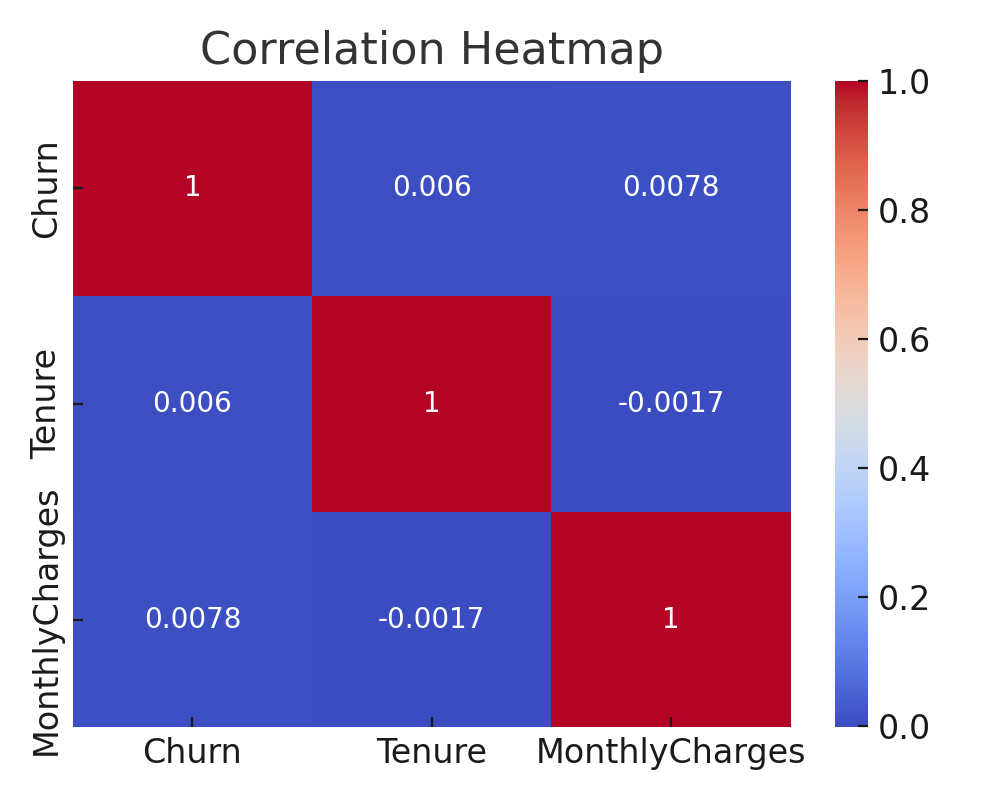 Correlation Heatmap
Churn
1
0.006
0.0078
Tenure
0.006
1
-0.0017
MonthlyCharges
0.0078
-0.0017
1
Churn
Tenure
MonthlyCharges
1.0
0.8
0.6
0.4
0.2
0.0